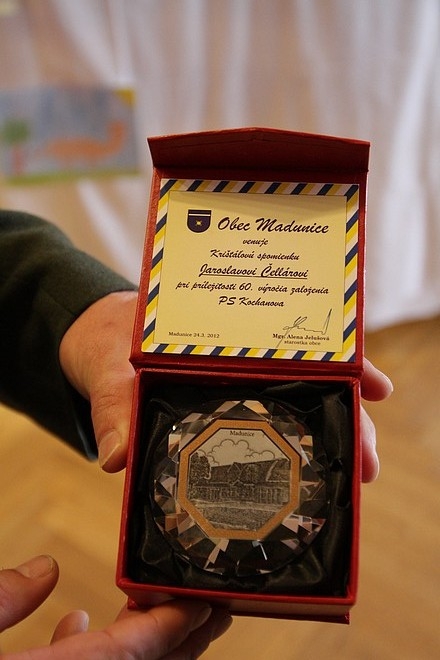 Obec Madunice
venuje
Krištáľovú spomienku
Jaroslavovi Čellárovi
pri príležitosti 60. výročia založenia
PS Kochanova
Madunice 24.3. 2012
Mgr. Alena Jelušová
starostka obce
Madunice